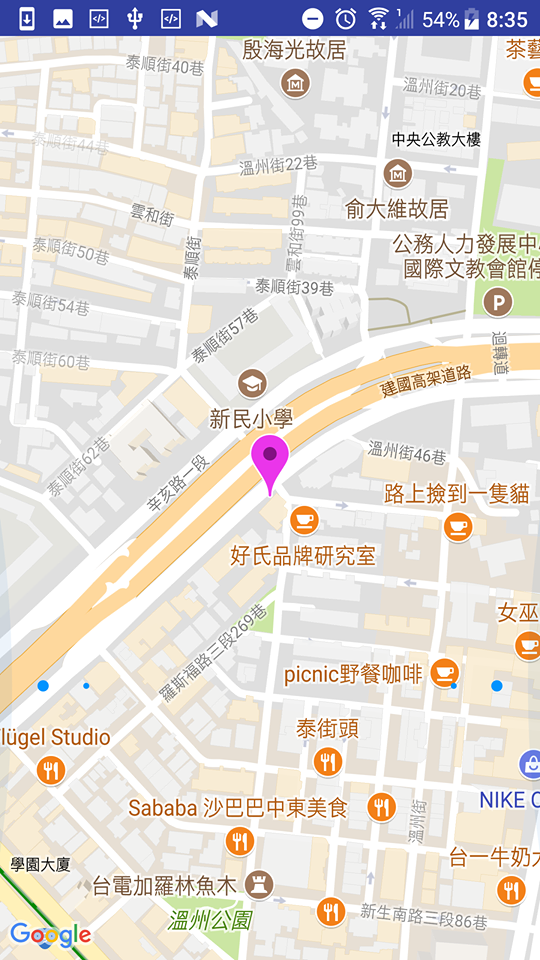 54%
8:35
殷海光故居
茶藝
泰順街40巷
溫州街20巷
泰順街44巷
中央公教大樓
溫州街22巷
俞大維故居
雲和街
雲和街99巷
公務人力發展中心
國際文教會館停
泰順街
泰順街50巷
泰順街39巷
P
泰順街54巷
泰順街57巷
迴轉道
泰順街60巷
建國高架道路
新民小學
溫州街46巷
泰順街62巷
辛亥路一段
路上撿到一隻貓
好氏品牌研究室
女巫
羅斯福路三段269巷
picnic野餐咖啡
lügel Studio
泰街頭
NIKE
Sababa 沙巴巴中東美食
溫州街
台一牛奶大
學園大廈
台電加羅林魚木
溫州公園
新生南路三段86巷
Google